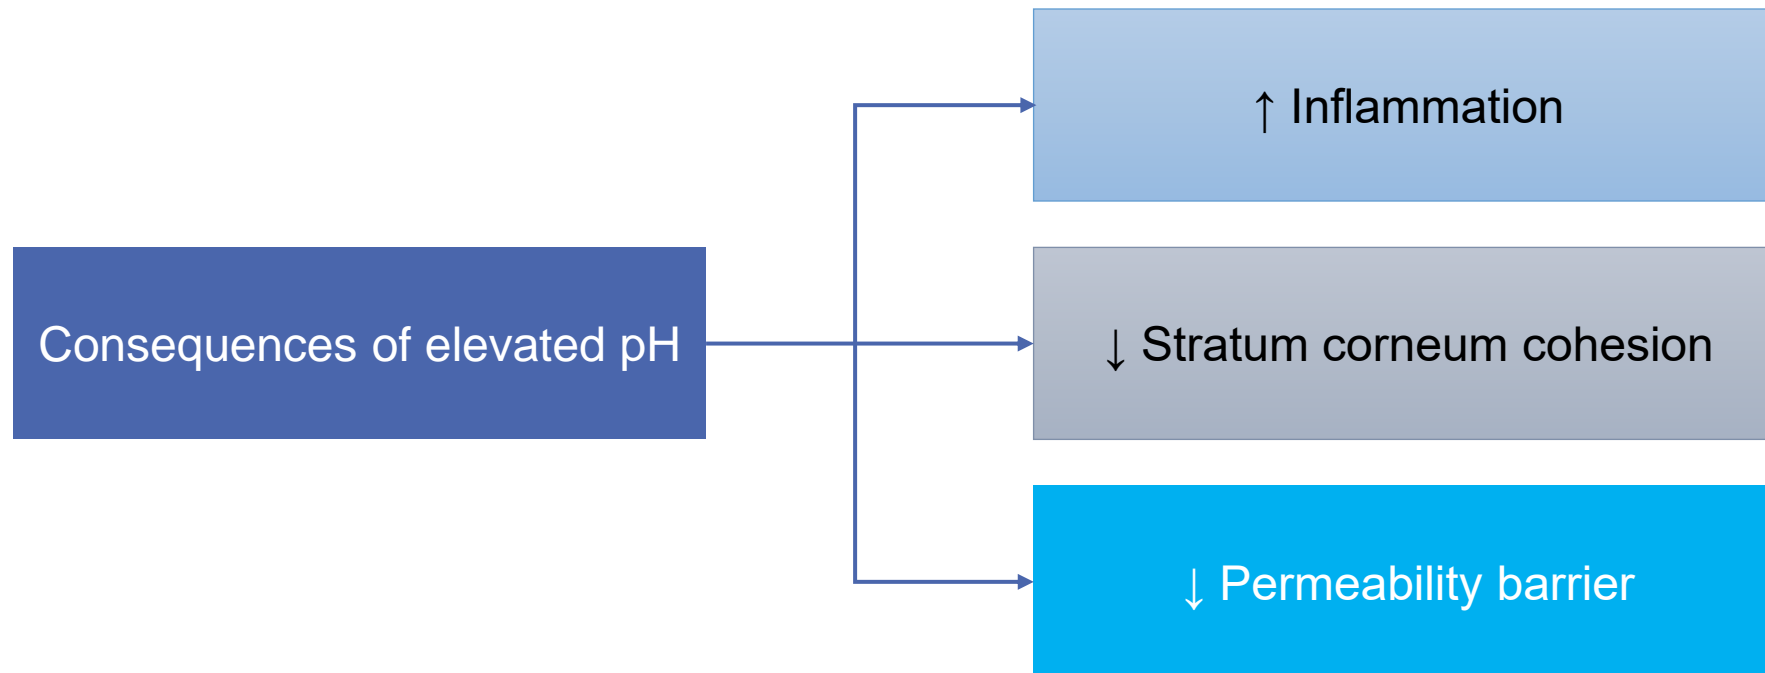 ↑ Inflammation
Consequences of elevated pH
↓ Stratum corneum cohesion
↓ Permeability barrier